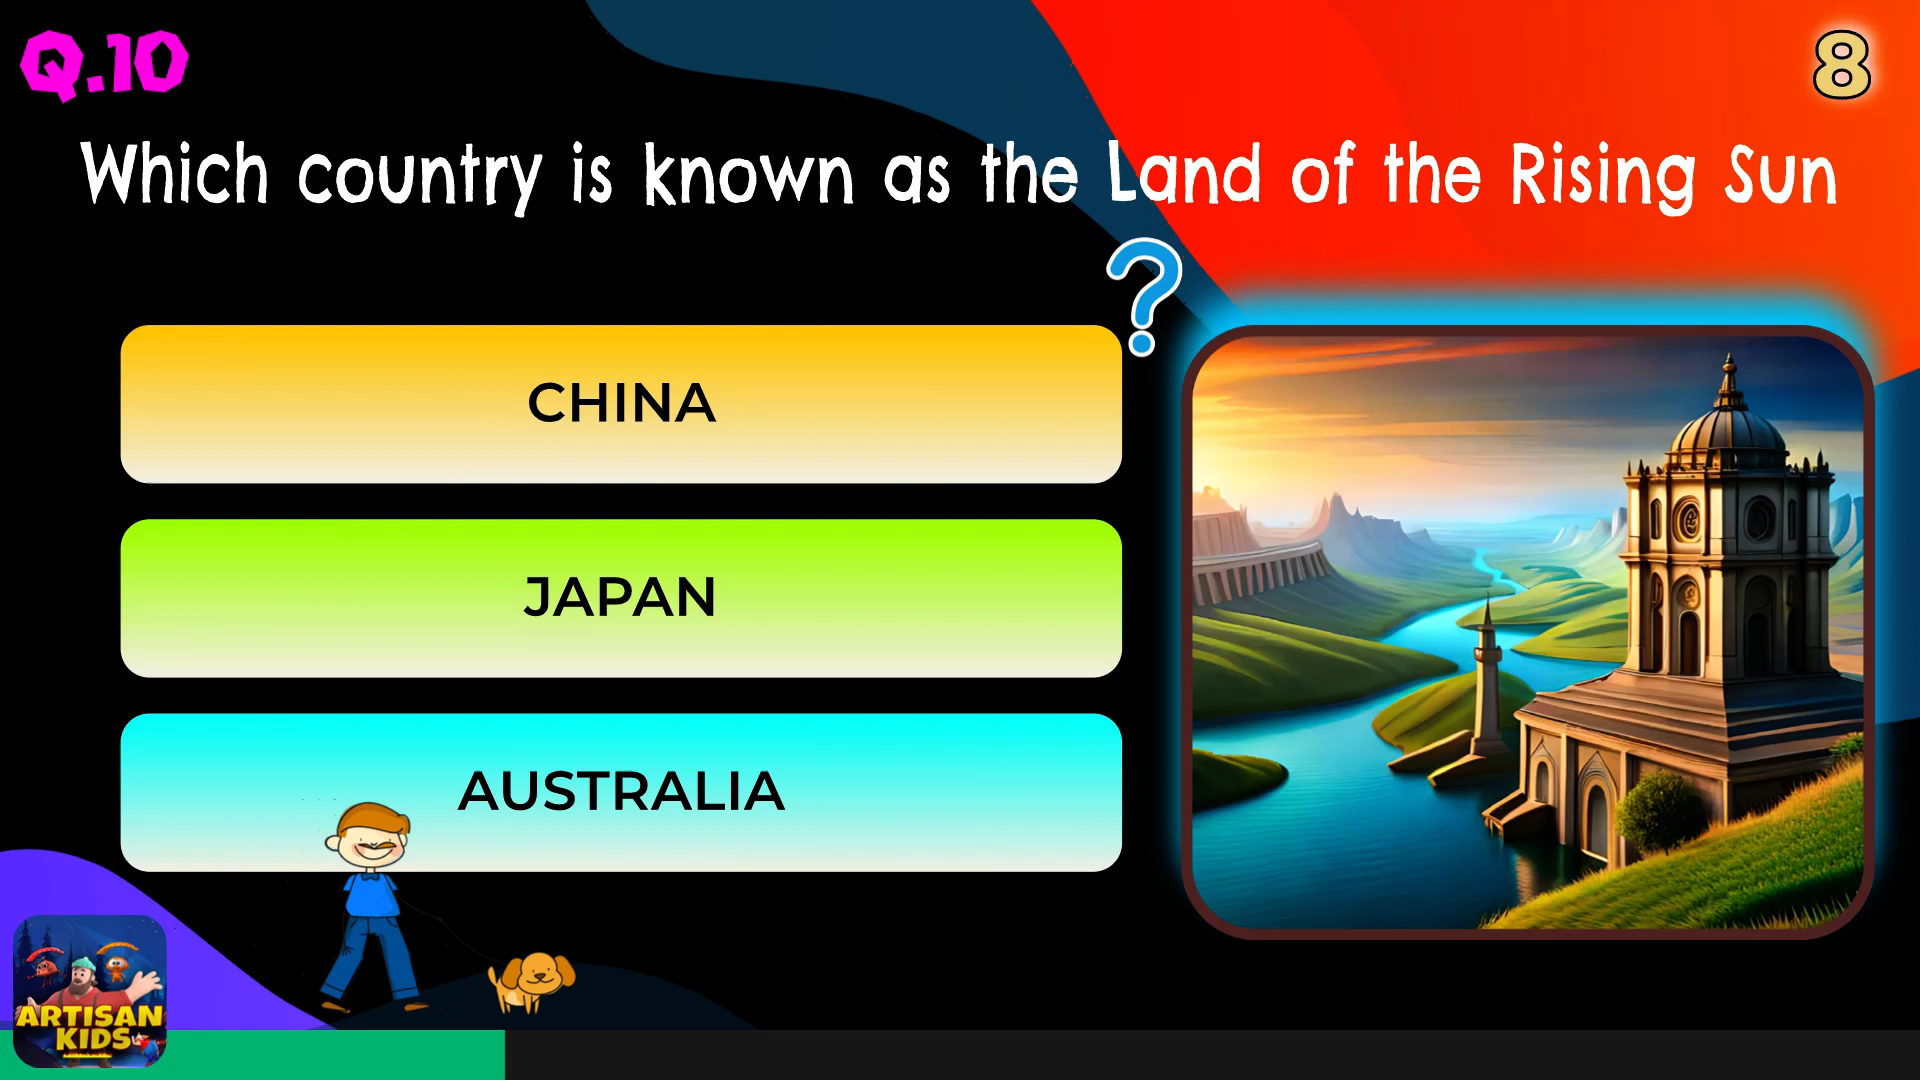 Q.10
8
Which country is known as the Land of the Rising Sun
?
CHINA
JAPAN
AUSTRALIA
ARTISAN
KIDS